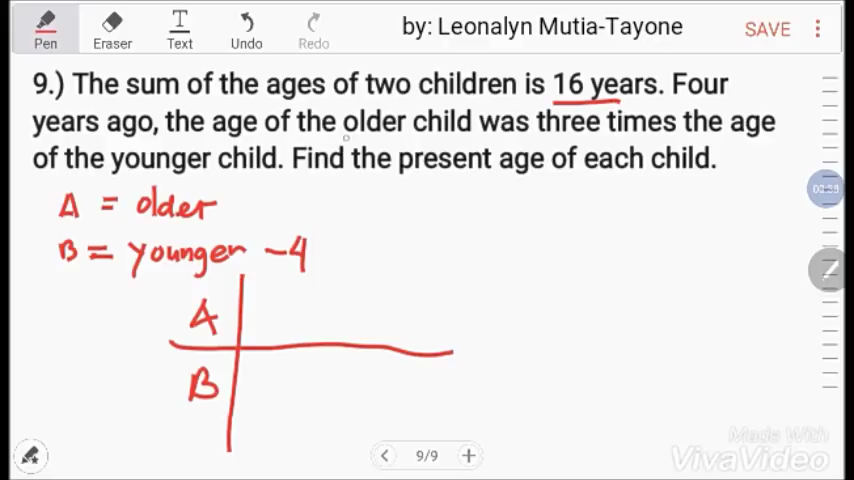 Pen Eraser Text Undo Redo by: Leonalyn Mutia-Tayone SAVE
9.) The sum of the ages of two children is 16 years. Four
years ago, the age of the older child was three times the age
of the younger child. Find the present age of each child.
A = older
B = younger -4
A
B
9/9
Made With
VivaVideo